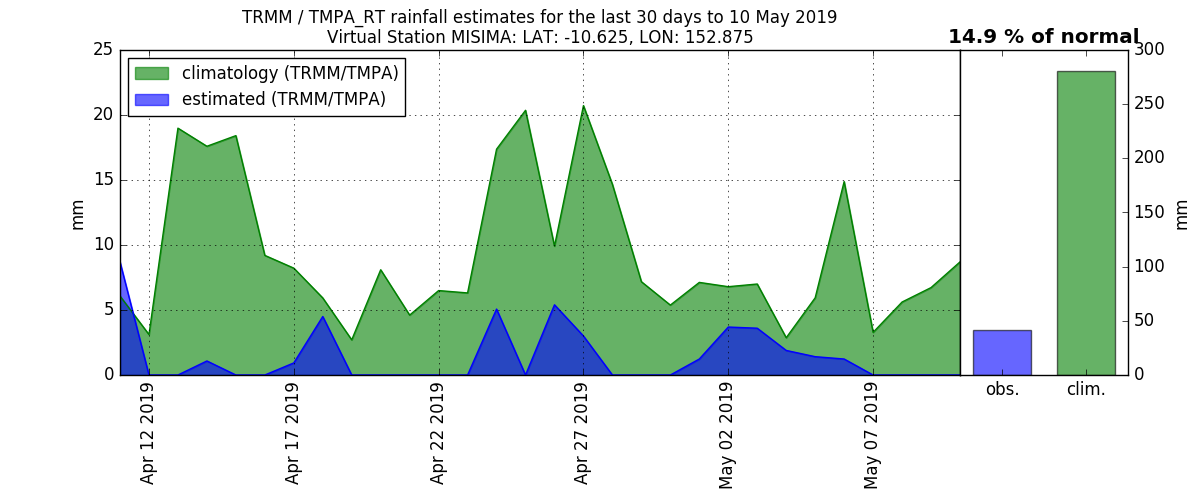 TRMM / TMPA_RT rainfall estimates for the last 30 days to 10 May 2019
Virtual Station MISIMA: LAT: -10.625, LON: 152.875
14.9 % of normal
climatology (TRMM/TMPA)
estimated (TRMM/TMPA)
25
20
15
10
5
0
mm
300
250
200
150
100
50
0
mm
Apr 12 2019
Apr 17 2019
Apr 22 2019
Apr 27 2019
May 02 2019
May 07 2019
obs.
clim.